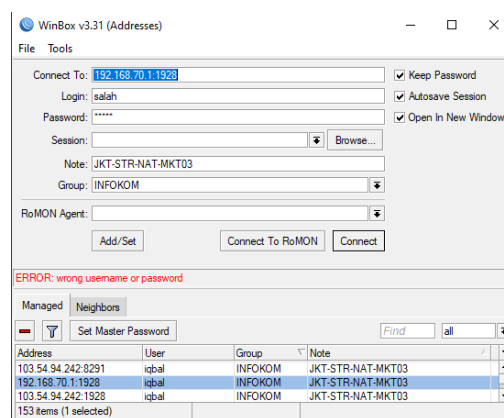 WinBox v3.31 (Addresses)
File Tools
Connect To: 192.168.70.1:1928
Keep Password
Login: salah
Autosave Session
Password: *****
Open In New Window
Session:
Browse...
Note: JKT-STR-NAT-MKT03
Group: INFOKOM
RoMON Agent:
Add/Set Connect To RoMON Connect
ERROR: wrong username or password
Managed Neighbors
Set Master Password Find all
Address User Group Note
103.54.94.242:8291 iqbal INFOKOM JKT-STR-NAT-MKT03
192.168.70.1:1928 iqbal INFOKOM JKT-STR-NAT-MKT03
103.54.94.242:1928 iqbal INFOKOM JKT-STR-NAT-MKT03
153 items (1 selected)